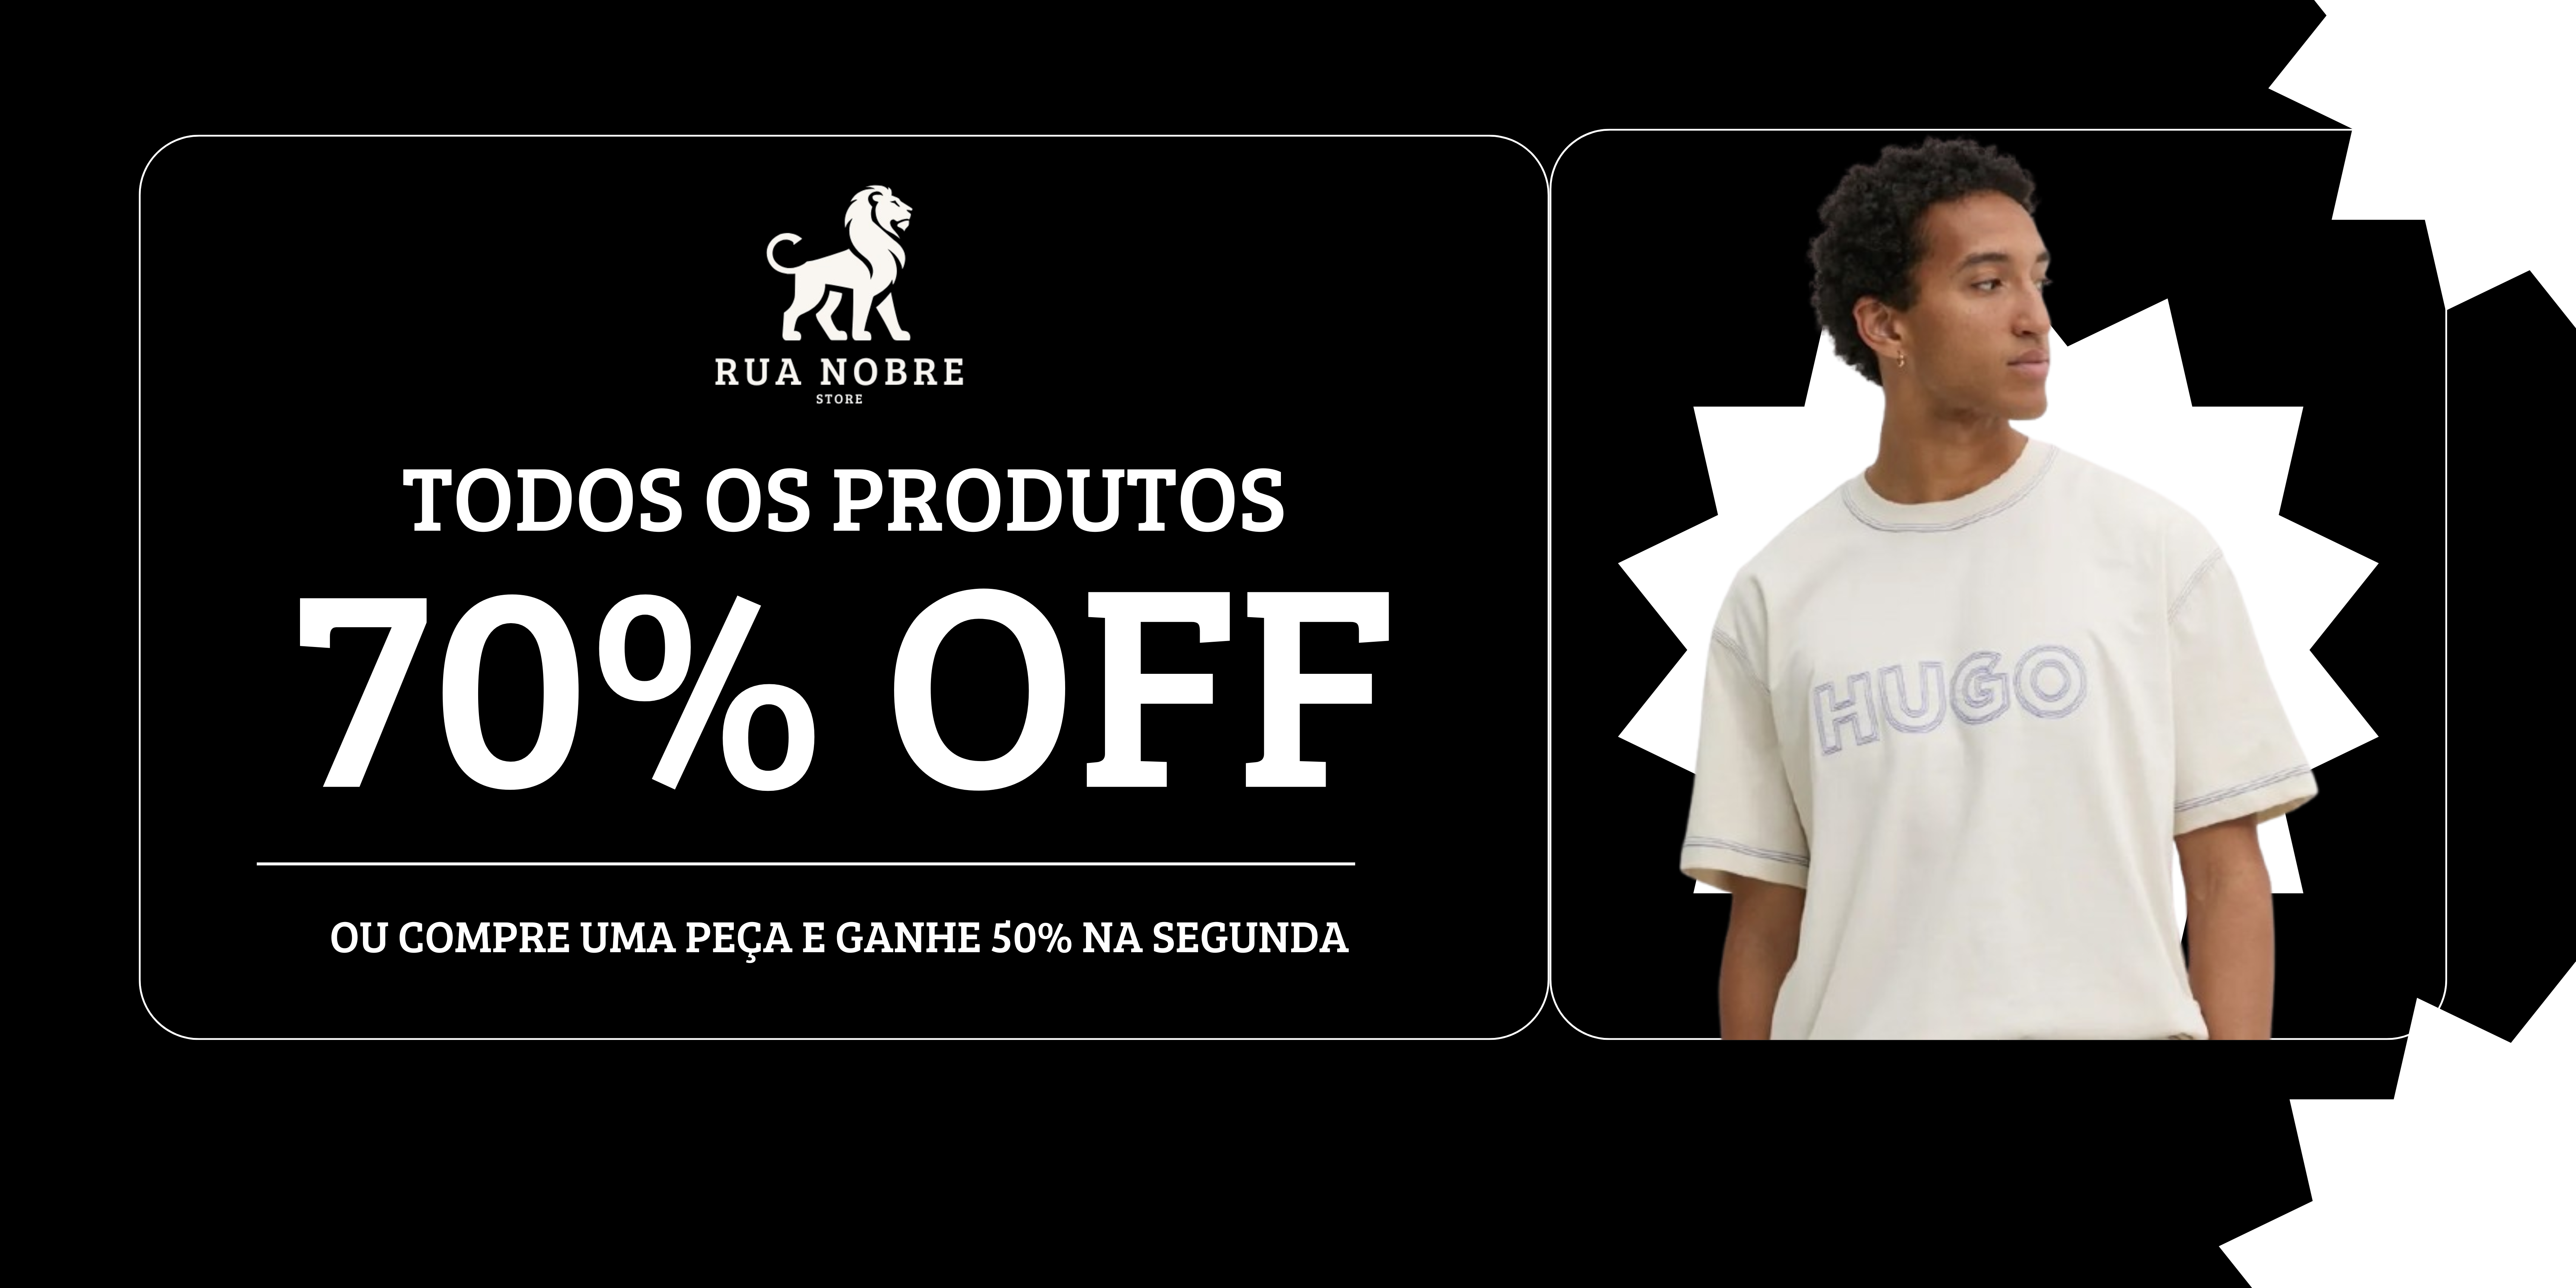 RUA NOBRE
STORE
TODOS OS PRODUTOS
70% OFF
OU COMPRE UMA PEÇA E GANHE 50% NA SEGUNDA
HUGO